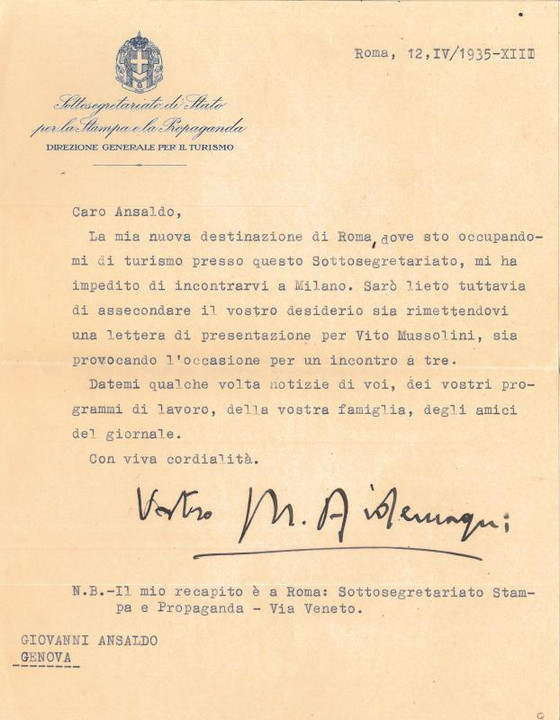 Roma, 12,IV/1935-XIII
Sottosegretariato di Stato
per la Stampa e la Propaganda
DIREZIONE GENERALE PER IL TURISMO
Caro Ansaldo,
La mia nuova destinazione di Roma, dove sto occupando-
mi di turismo presso questo Sottosegretariato, mi ha
impedito di incontrarvi a Milano. Sarò lieto tuttavia
di assecondare il vostro desiderio sia rimettendovi
una lettera di presentazione per Vito Mussolini, sia
provocando l'occasione per un incontro a tre.
Datemi qualche volta notizie di voi, dei vostri pro-
grammi di lavoro, della vostra famiglia, degli amici
del giornale.
Con viva cordialità.
Vostro M.
N.B.-Il mio recapito è a Roma: Sottosegretariato Stam-
pa e Propaganda - Via Veneto.
GIOVANNI ANSALDO
GENOVA